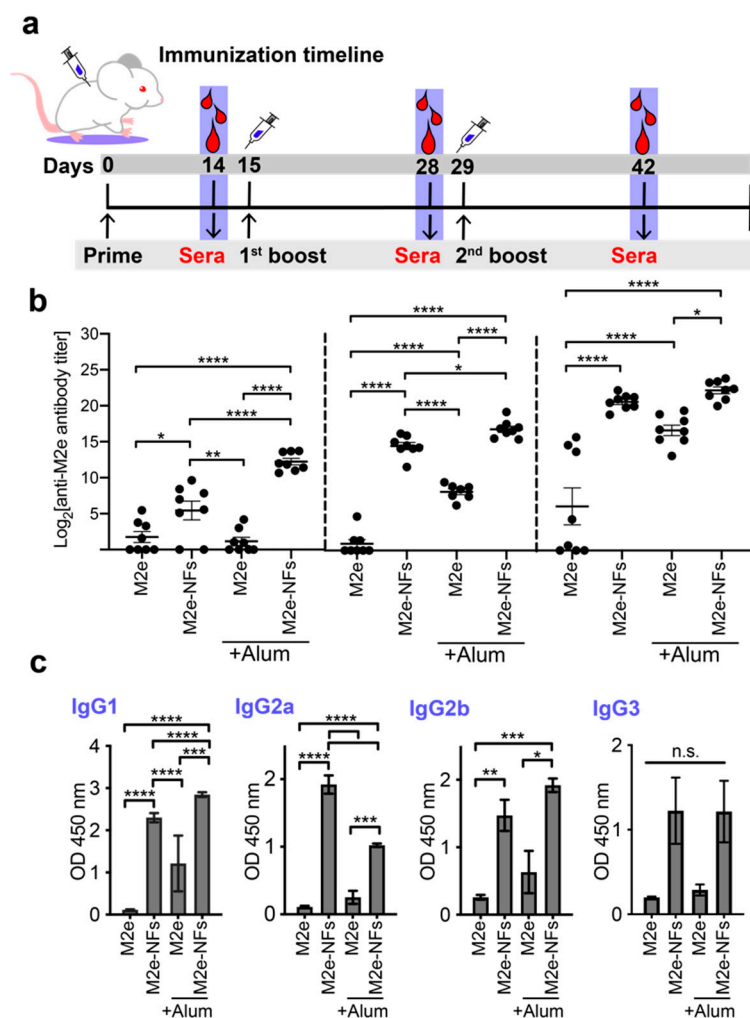 a
Immunization timeline
Days 0 14 15 28 29 42
Prime Sera 1st boost Sera 2nd boost Sera
b
Log2[anti-M2e antibody titer]
30
25
20
15
10
5
**** **** ** * ****
**** **** **** * **** ****
**** **** * ****
M2e M2e-NFs M2e M2e-NFs M2e M2e-NFs M2e M2e-NFs M2e M2e-NFs M2e M2e-NFs
+Alum +Alum +Alum
c
IgG1 IgG2a IgG2b IgG3
**** **** *** **** ****
**** **** ***
*** ** *
n.s.
OD 450 nm
4
3
2
1
0
M2e M2e-NFs M2e M2e-NFs
+Alum
OD 450 nm
2
1
0
M2e M2e-NFs M2e M2e-NFs
+Alum
OD 450 nm
2
1
0
M2e M2e-NFs M2e M2e-NFs
+Alum
OD 450 nm
2
1
0
M2e M2e-NFs M2e M2e-NFs
+Alum